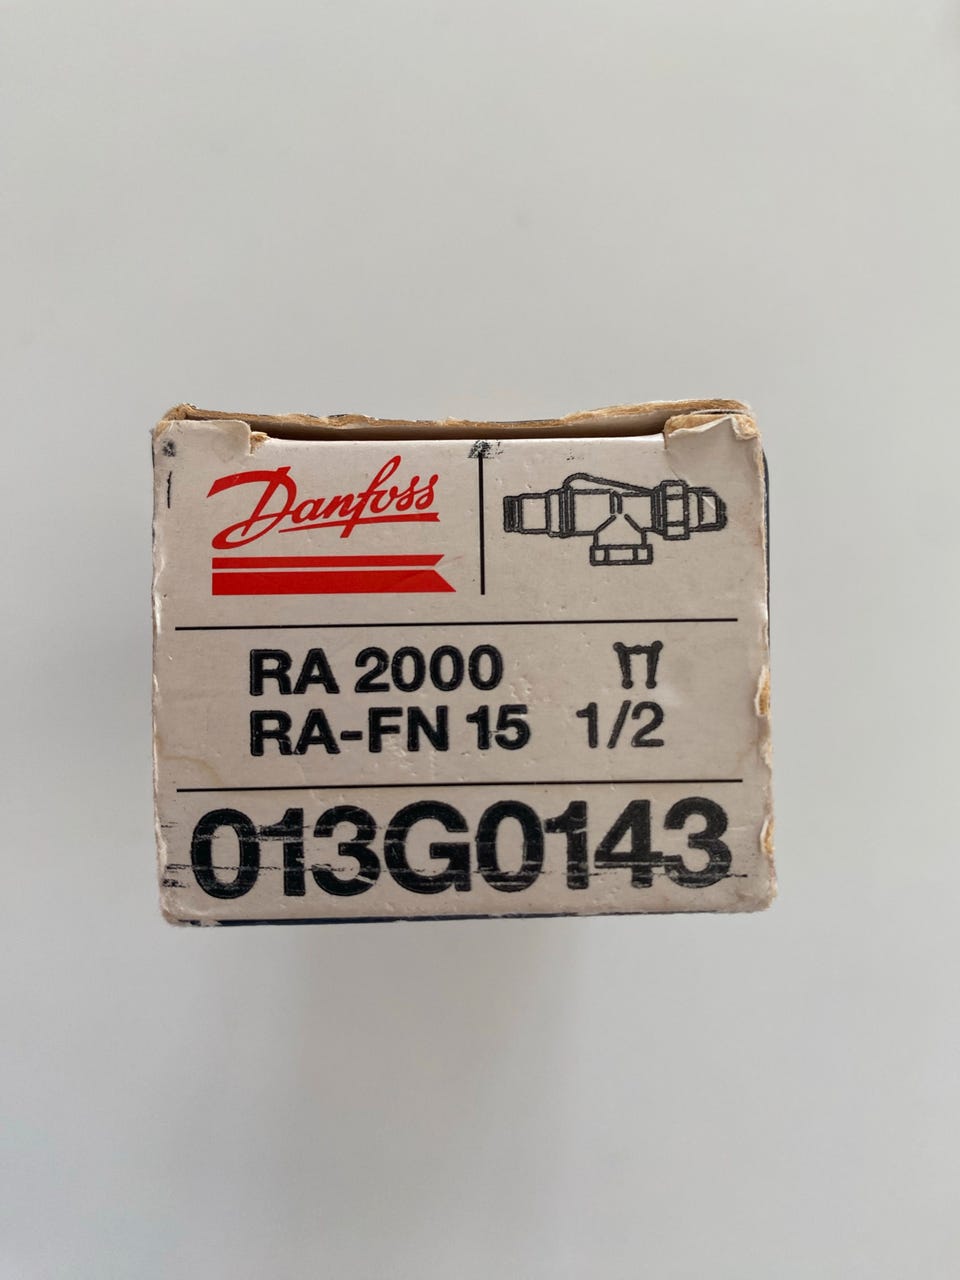 Danfoss
RA 2000
RA-FN 15 1/2
013G0143